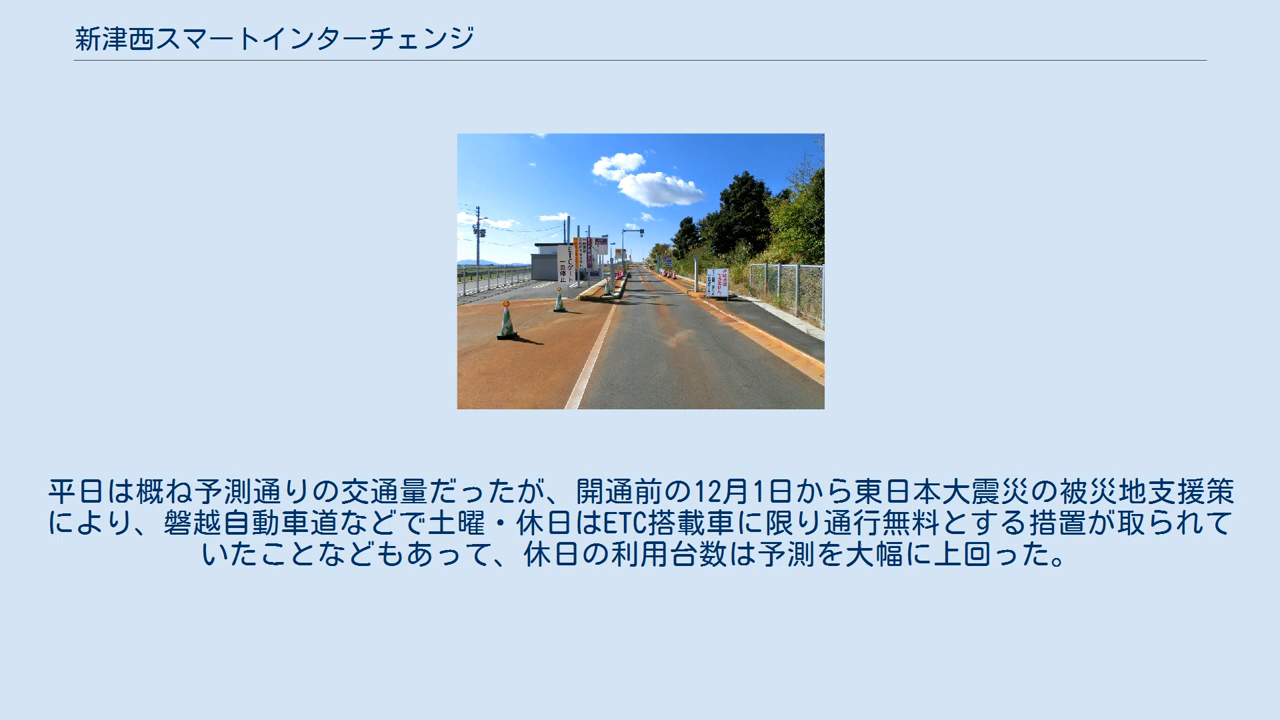 新津西スマートインターチェンジ
一旦停止
平日は概ね予測通りの交通量だったが、開通前の12月1日から東日本大震災の被災地支援策
により、磐越自動車道などで土曜・休日はETC搭載車に限り通行無料とする措置が取られて
いたことなどもあって、休日の利用台数は予測を大幅に上回った。